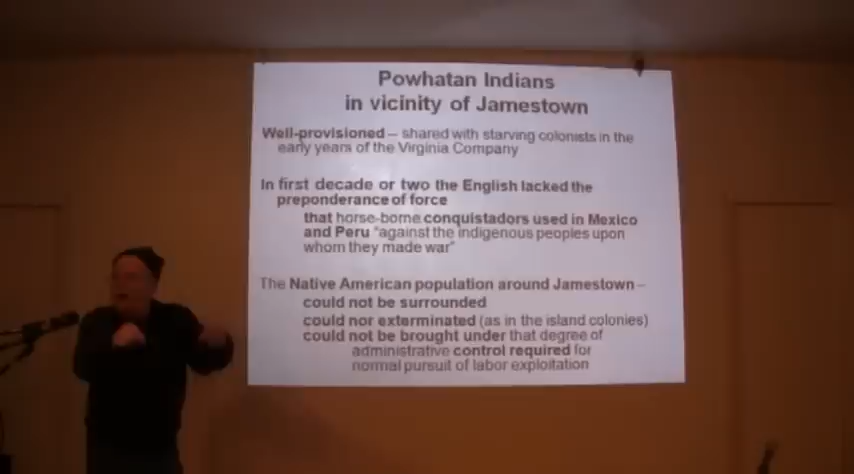 Powhatan Indians
in vicinity of Jamestown
Well-provisioned – shared with starving colonists in the
early years of the Virginia Company
In first decade or two the English lacked the
preponderance of force
that horse-borne conquistadors used in Mexico
and Peru "against the indigenous peoples upon
whom they made war"
The Native American population around Jamestown –
could not be surrounded
could nor exterminated (as in the island colonies)
could not be brought under that degree of
administrative control required for
normal pursuit of labor exploitation